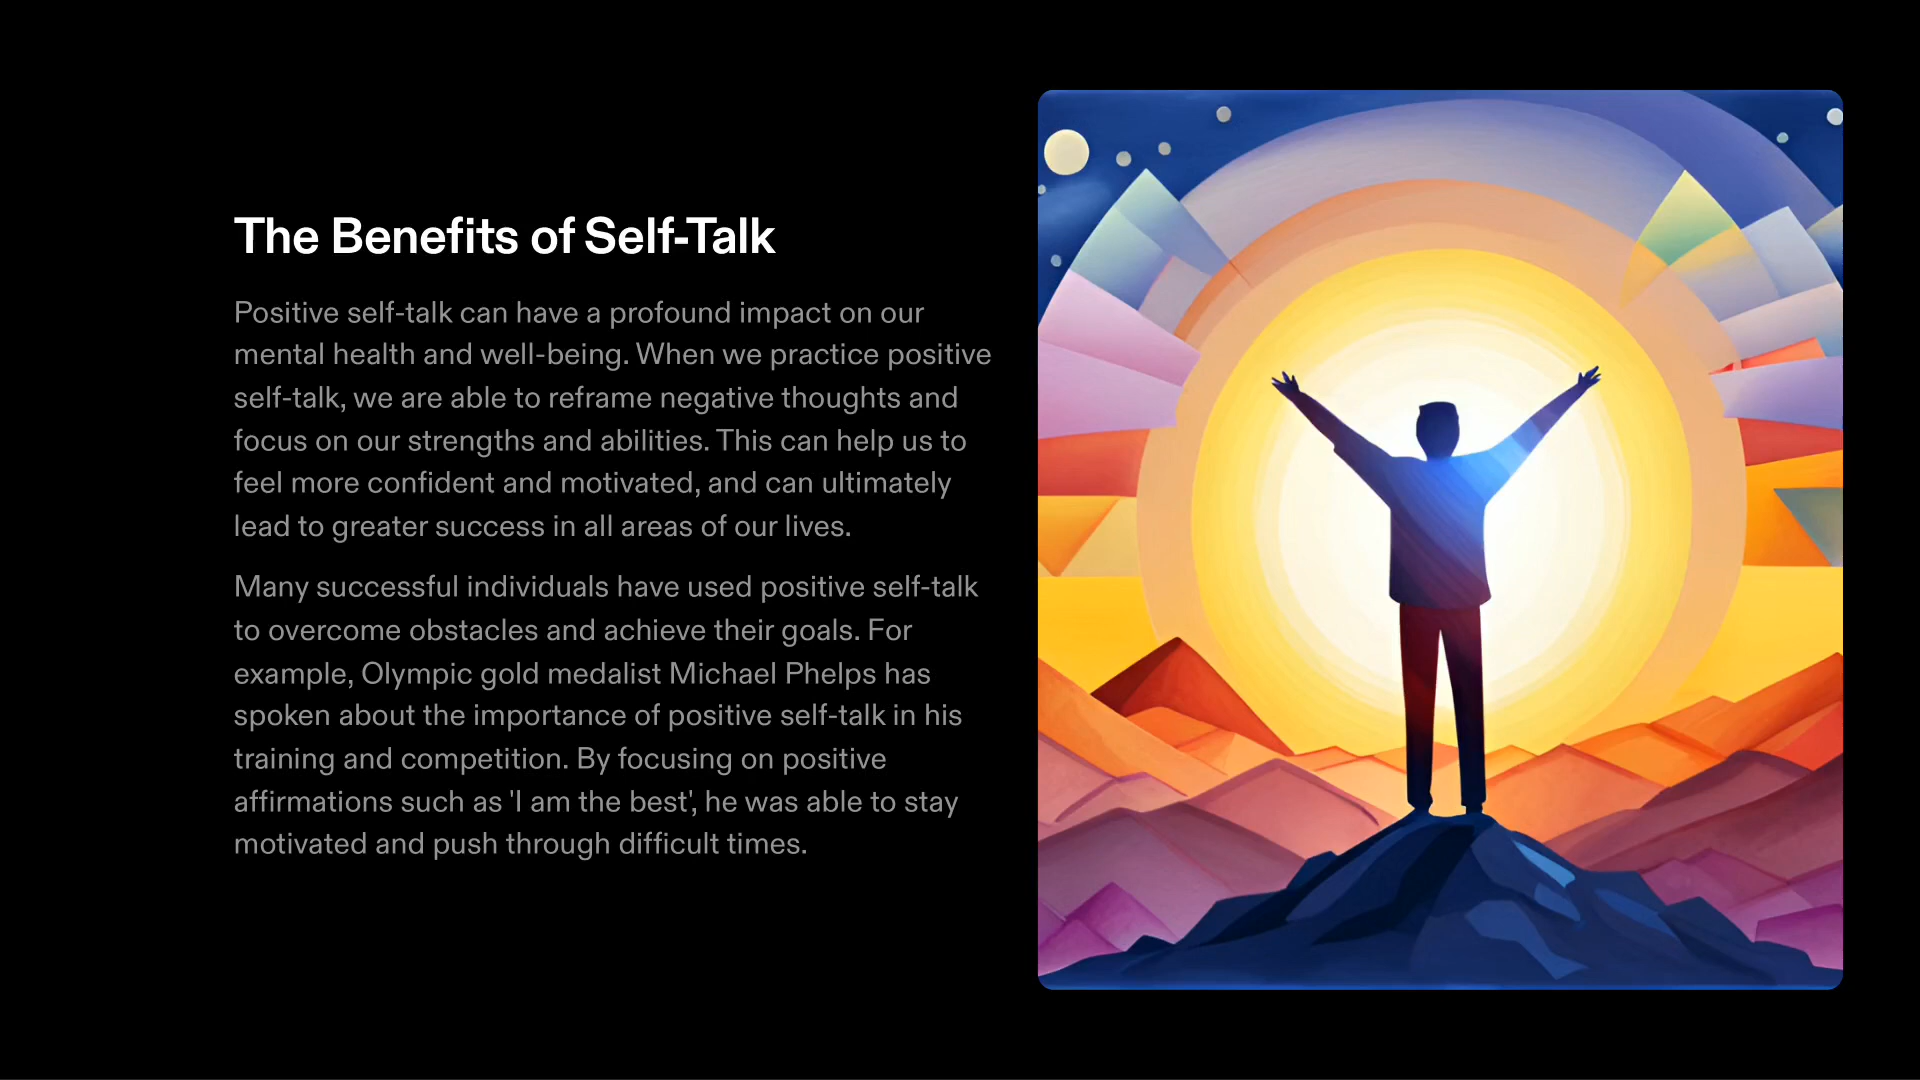 The Benefits of Self-Talk
Positive self-talk can have a profound impact on our
mental health and well-being. When we practice positive
self-talk, we are able to reframe negative thoughts and
focus on our strengths and abilities. This can help us to
feel more confident and motivated, and can ultimately
lead to greater success in all areas of our lives.
Many successful individuals have used positive self-talk
to overcome obstacles and achieve their goals. For
example, Olympic gold medalist Michael Phelps has
spoken about the importance of positive self-talk in his
training and competition. By focusing on positive
affirmations such as 'I am the best', he was able to stay
motivated and push through difficult times.